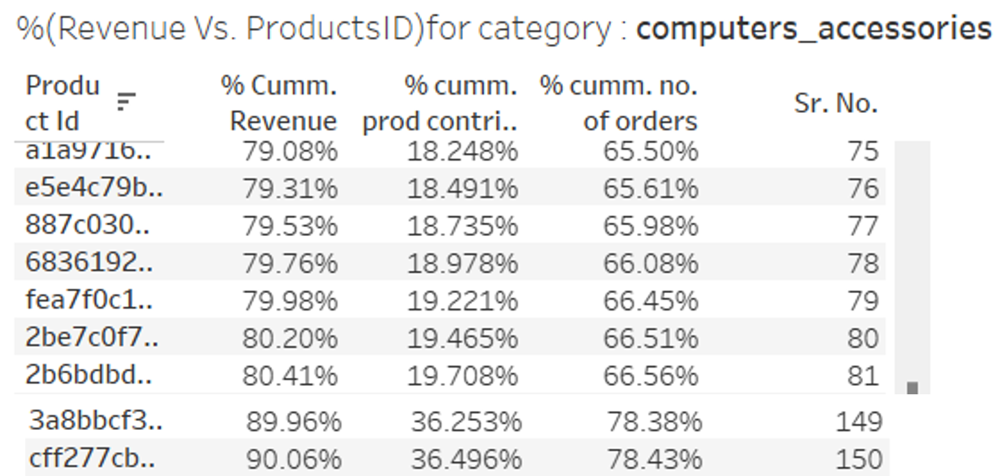 %(Revenue Vs. ProductsID)for category : computers_accessories
Produ % Cumm. % cumm. % cumm. no. Sr. No.
ct Id Revenue prod contri.. of orders
a1a9716.. 79.08% 18.248% 65.50% 75
e5e4c79b.. 79.31% 18.491% 65.61% 76
887c030.. 79.53% 18.735% 65.98% 77
6836192.. 79.76% 18.978% 66.08% 78
fea7f0c1.. 79.98% 19.221% 66.45% 79
2be7c0f7.. 80.20% 19.465% 66.51% 80
2b6bdbd.. 80.41% 19.708% 66.56% 81
3a8bbcf3.. 89.96% 36.253% 78.38% 149
cff277cb.. 90.06% 36.496% 78.43% 150